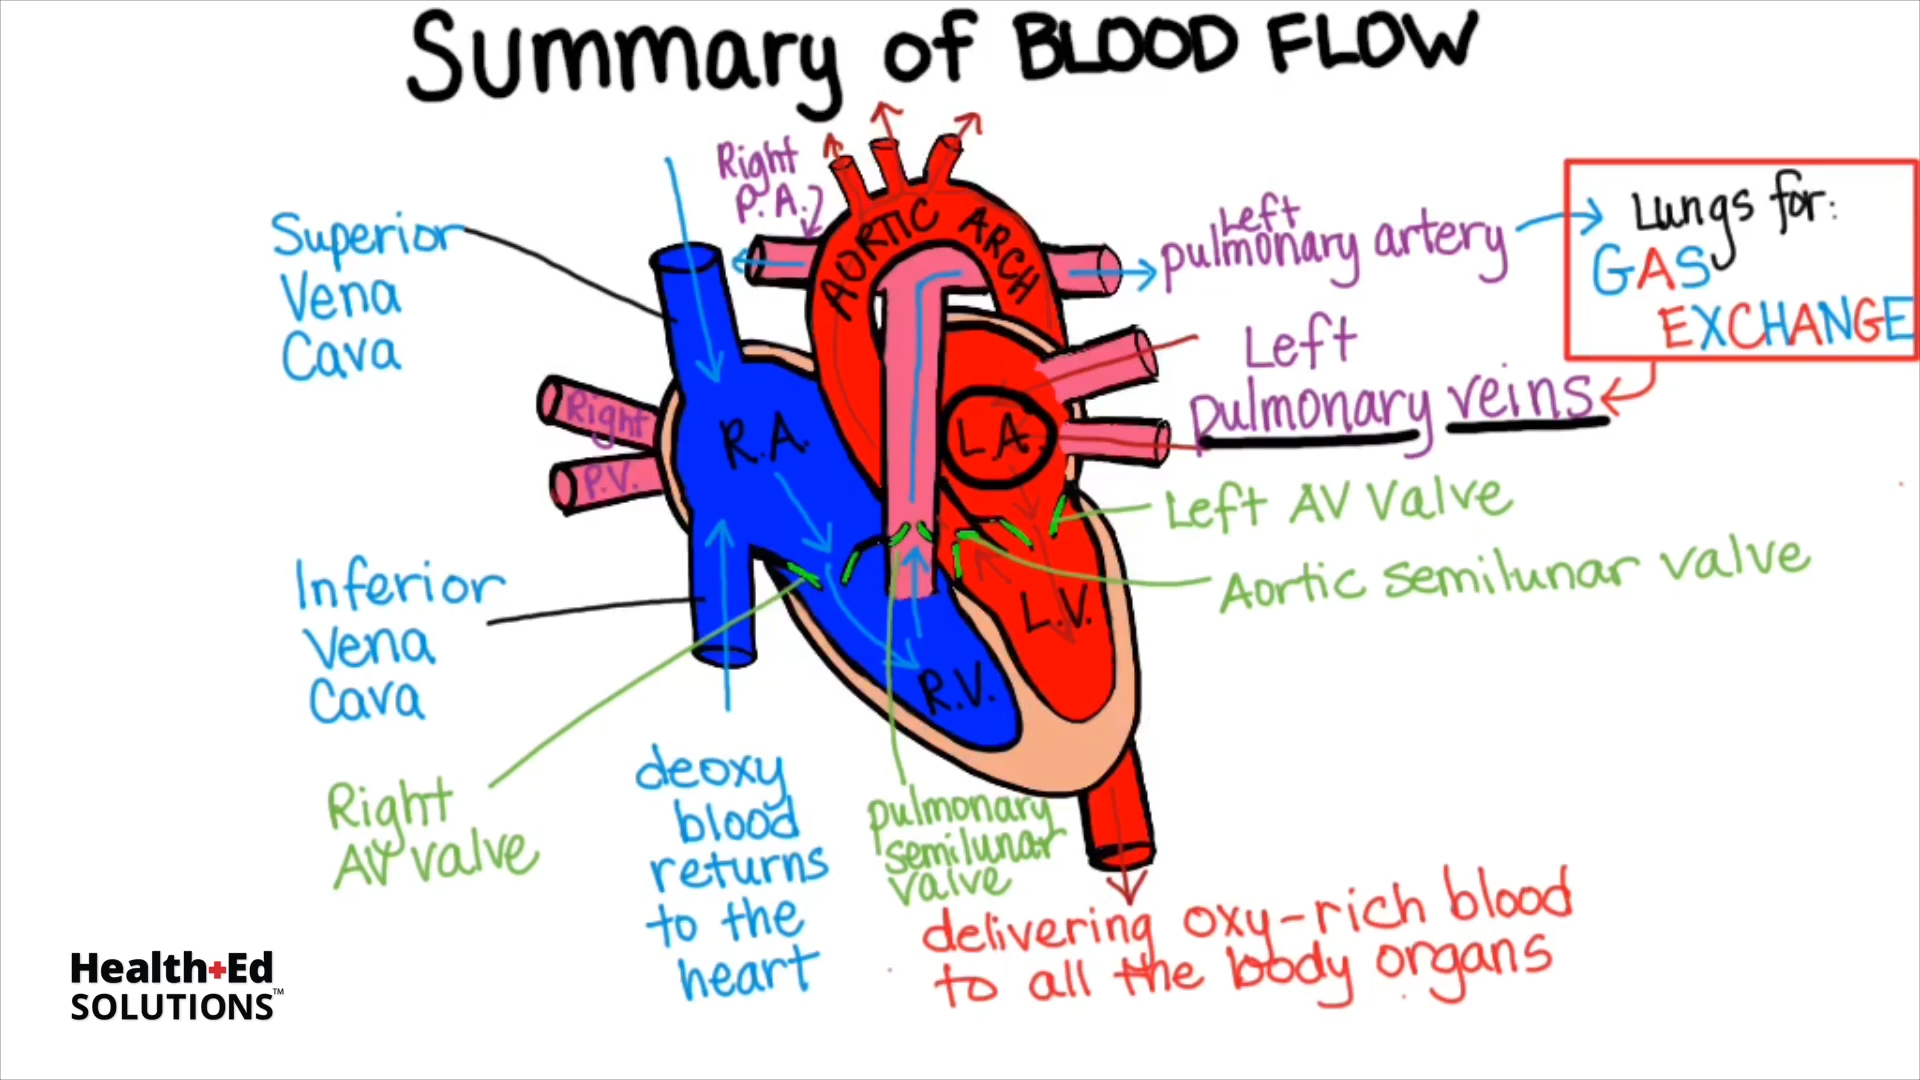 Summary of BLOOD FLOW
Right
P.A.
AORTIC ARCH
Superior
Vena
Cava
Left
pulmonary artery
Lungs for:
GAS
EXCHANGE
Left
pulmonary veins
Right
P.V.
R.A.
L.A.
Left AV Valve
Aortic semilunar valve
Inferior
Vena
Cava
L.V.
R.V.
Right
AV valve
deoxy
blood
returns
to the
heart
pulmonary
semilunar
valve
delivering oxy-rich blood
to all the body organs
Health+Ed
SOLUTIONS™